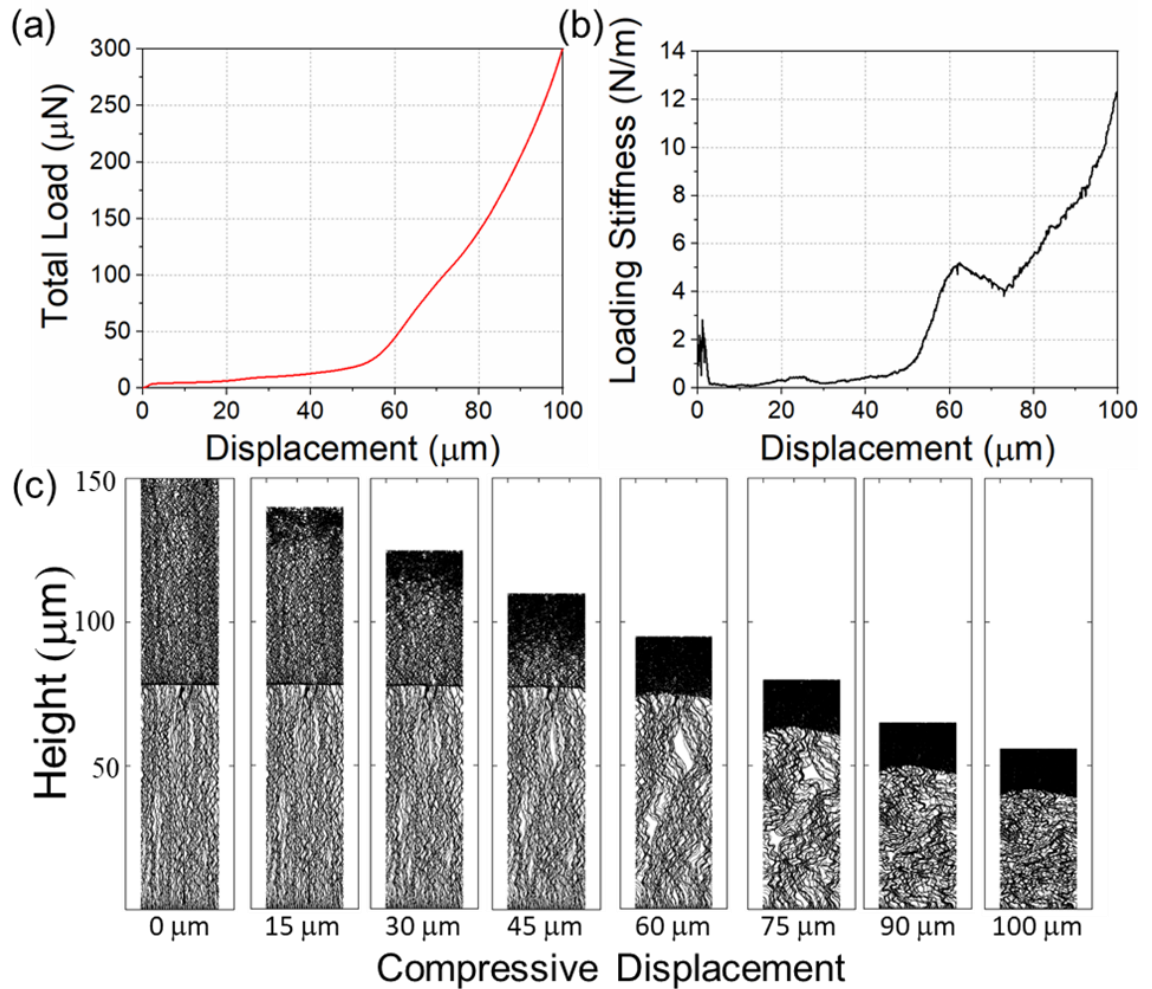 (a)
300
250
200
150
100
50
0
Total Load (μN)
0 20 40 60 80 100
Displacement (μm)
(b)
14
12
10
8
6
4
2
0
Loading Stiffness (N/m)
0 20 40 60 80 100
Displacement (μm)
(c)
150
100
50
Height (μm)
0 μm 15 μm 30 μm 45 μm 60 μm 75 μm 90 μm 100 μm
Compressive Displacement